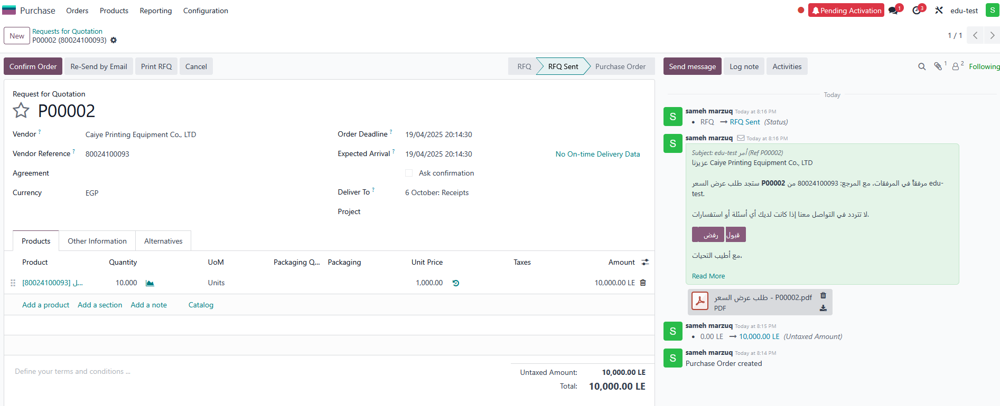 Purchase Orders Products Reporting Configuration
Pending Activation 1 3 edu-test S
New Requests for Quotation
P00002 (80024100093)
1 / 1
Confirm Order Re-Send by Email Print RFQ Cancel
RFQ RFQ Sent Purchase Order
Request for Quotation
P00002
Vendor ? Caiye Printing Equipment Co., LTD
Order Deadline ? 19/04/2025 20:14:30
Vendor Reference ? 80024100093
Expected Arrival ? 19/04/2025 20:14:30 No On-time Delivery Data
Agreement
Ask confirmation
Currency EGP
Deliver To ? 6 October: Receipts
Project
Products Other Information Alternatives
Product Quantity UoM Packaging Q... Packaging Unit Price Taxes Amount
[80024100093] ل... 10.000 Units 1,000.00 10,000.00 LE
Add a product Add a section Add a note Catalog
Define your terms and conditions ...
Untaxed Amount: 10,000.00 LE
Total: 10,000.00 LE
Send message Log note Activities 1 2 Following
Today
S sameh marzuq Today at 8:16 PM
• RFQ → RFQ Sent (Status)
S sameh marzuq Today at 8:16 PM
Subject: edu-test أمر (Ref P00002)
عزيزنا Caiye Printing Equipment Co., LTD
ستجد طلب عرض السعر P00002 من 80024100093 :مرفقاً في المرفقات، مع المرجع edu-
test.
لا تتردد في التواصل معنا إذا كانت لديك أي أسئلة أو استفسارات.
رفض قبول
مع أطيب التحيات،
Read More
طلب عرض السعر - P00002.pdf
PDF
S sameh marzuq Today at 8:15 PM
• 0.00 LE → 10,000.00 LE (Untaxed Amount)
S sameh marzuq Today at 8:14 PM
Purchase Order created